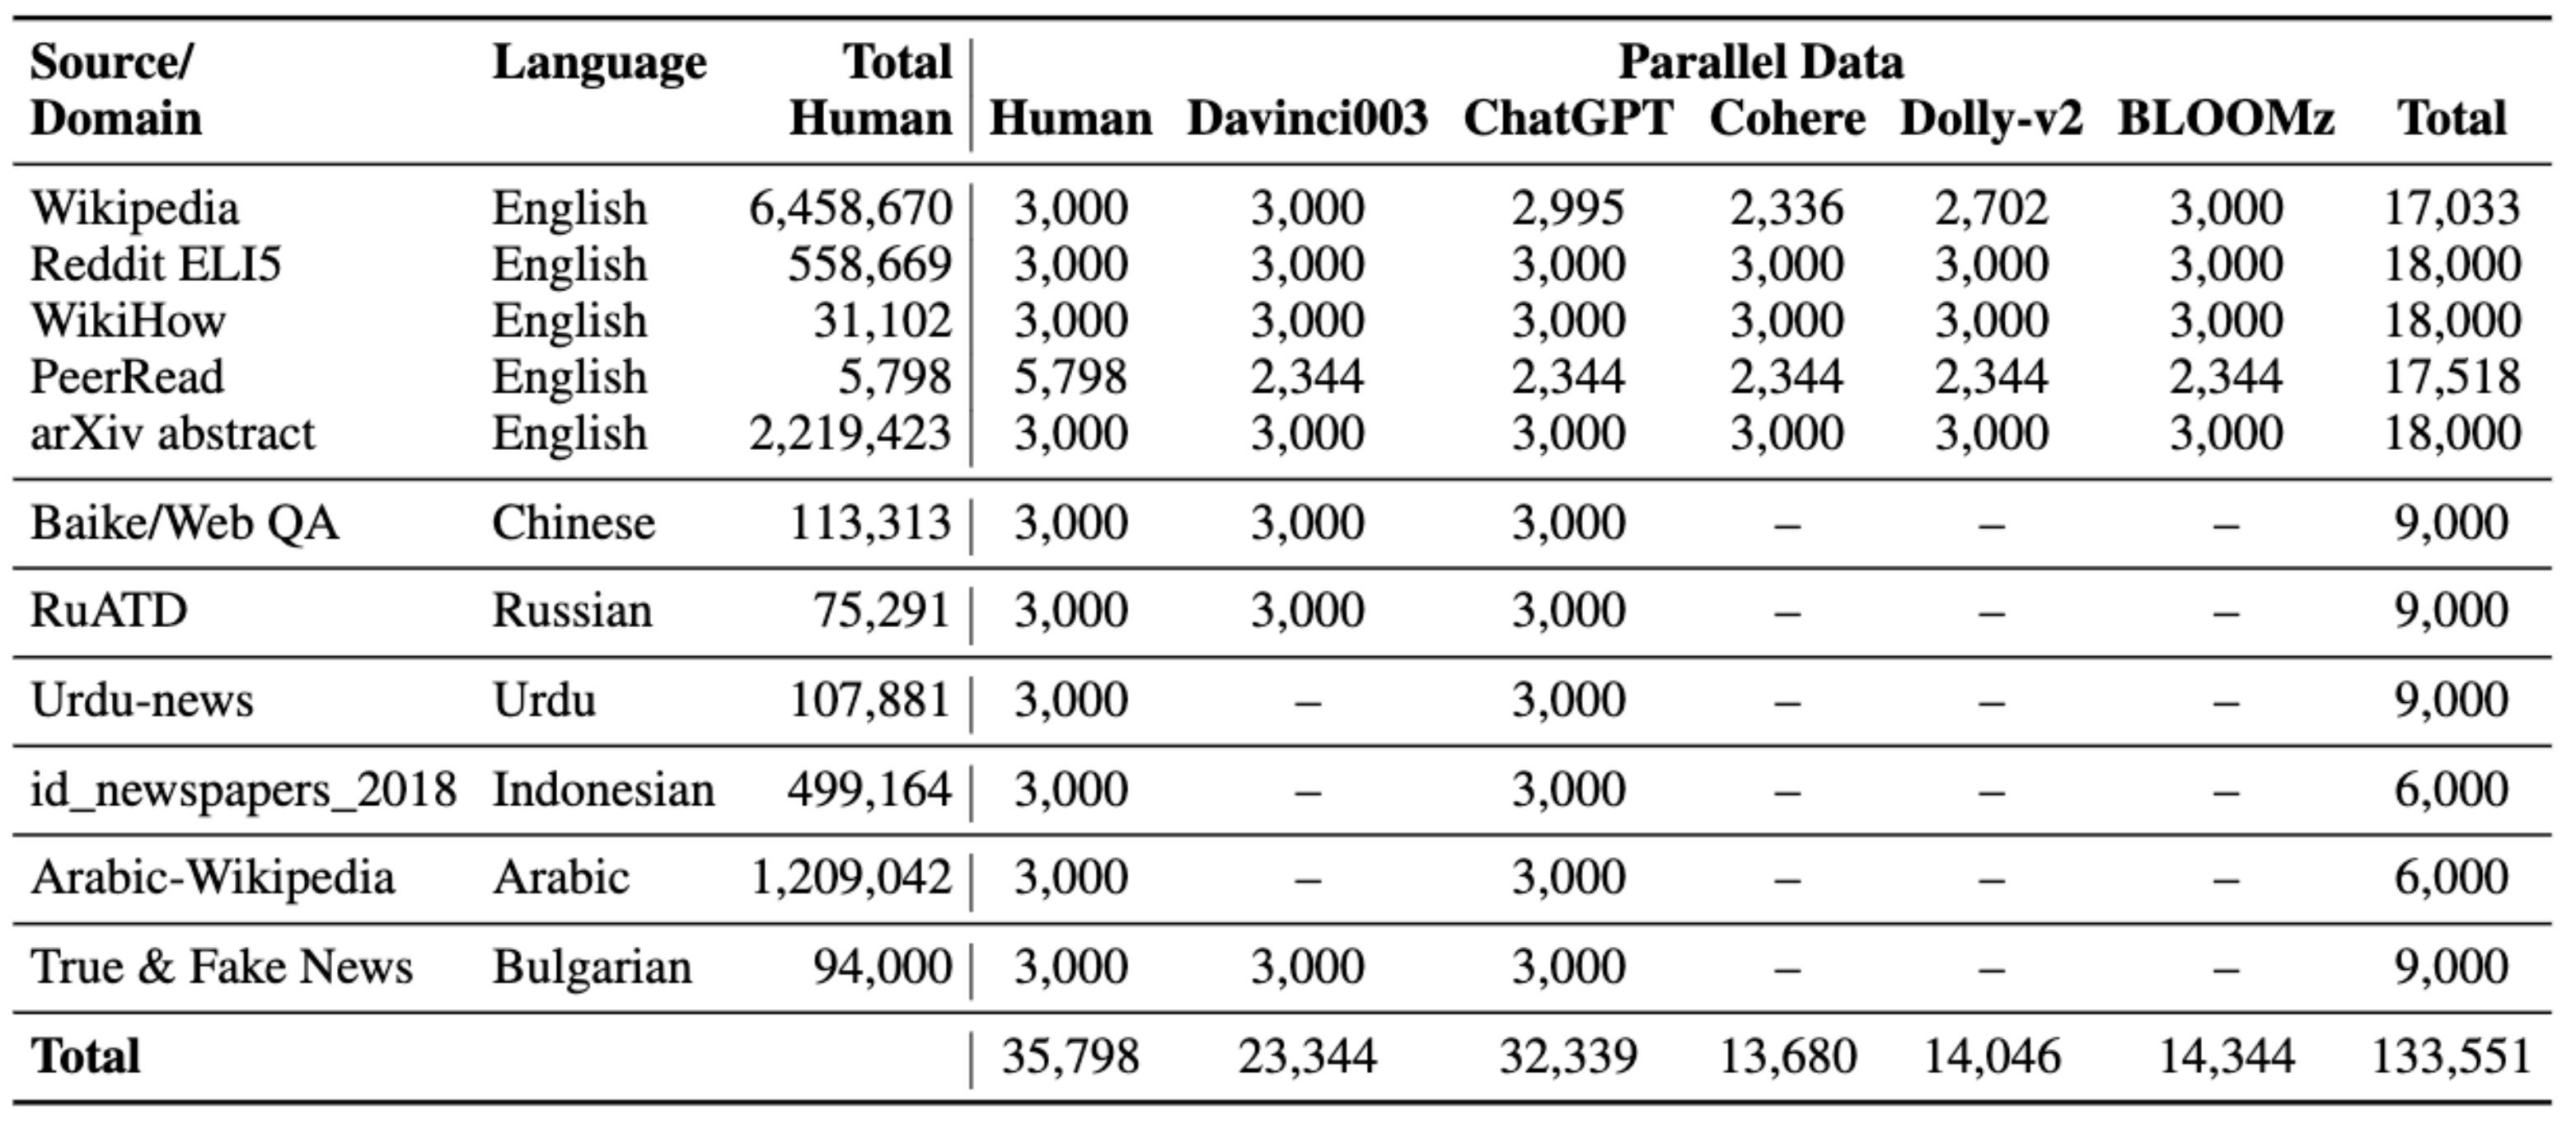 Source/ Language Total Parallel Data
Domain Human Human Davinci003 ChatGPT Cohere Dolly-v2 BLOOMz Total
Wikipedia English 6,458,670 3,000 3,000 2,995 2,336 2,702 3,000 17,033
Reddit ELI5 English 558,669 3,000 3,000 3,000 3,000 3,000 3,000 18,000
WikiHow English 31,102 3,000 3,000 3,000 3,000 3,000 3,000 18,000
PeerRead English 5,798 5,798 2,344 2,344 2,344 2,344 2,344 17,518
arXiv abstract English 2,219,423 3,000 3,000 3,000 3,000 3,000 3,000 18,000
Baike/Web QA Chinese 113,313 3,000 3,000 3,000 – – – 9,000
RuATD Russian 75,291 3,000 3,000 3,000 – – – 9,000
Urdu-news Urdu 107,881 3,000 – 3,000 – – – 9,000
id_newspapers_2018 Indonesian 499,164 3,000 – 3,000 – – – 6,000
Arabic-Wikipedia Arabic 1,209,042 3,000 – 3,000 – – – 6,000
True & Fake News Bulgarian 94,000 3,000 3,000 3,000 – – – 9,000
Total 35,798 23,344 32,339 13,680 14,046 14,344 133,551